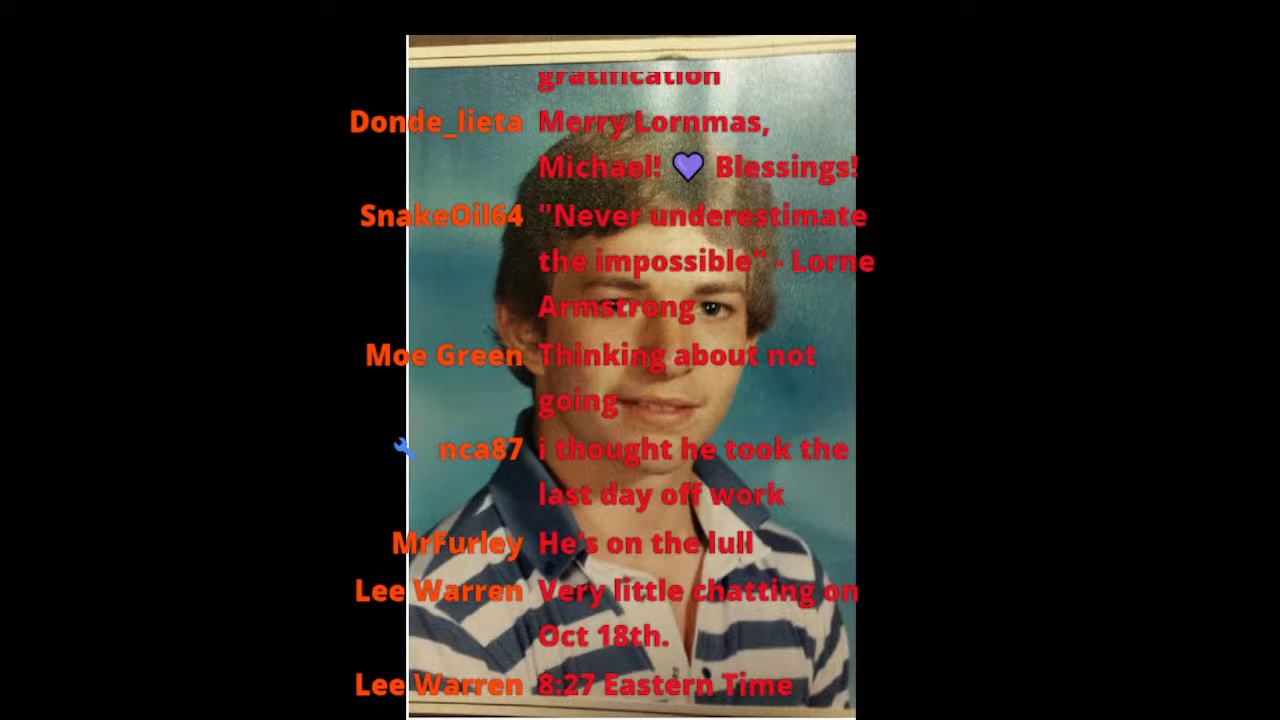 gratification
Donde_lieta Merry Lornmas,
Michael! 💜 Blessings!
SnakeOil64 "Never underestimate
the impossible" - Lorne
Armstrong
Moe Green Thinking about not
going
nca87 i thought he took the
last day off work
MrFurley He's on the lull
Lee Warren Very little chatting on
Oct 18th.
Lee Warren 8:27 Eastern Time